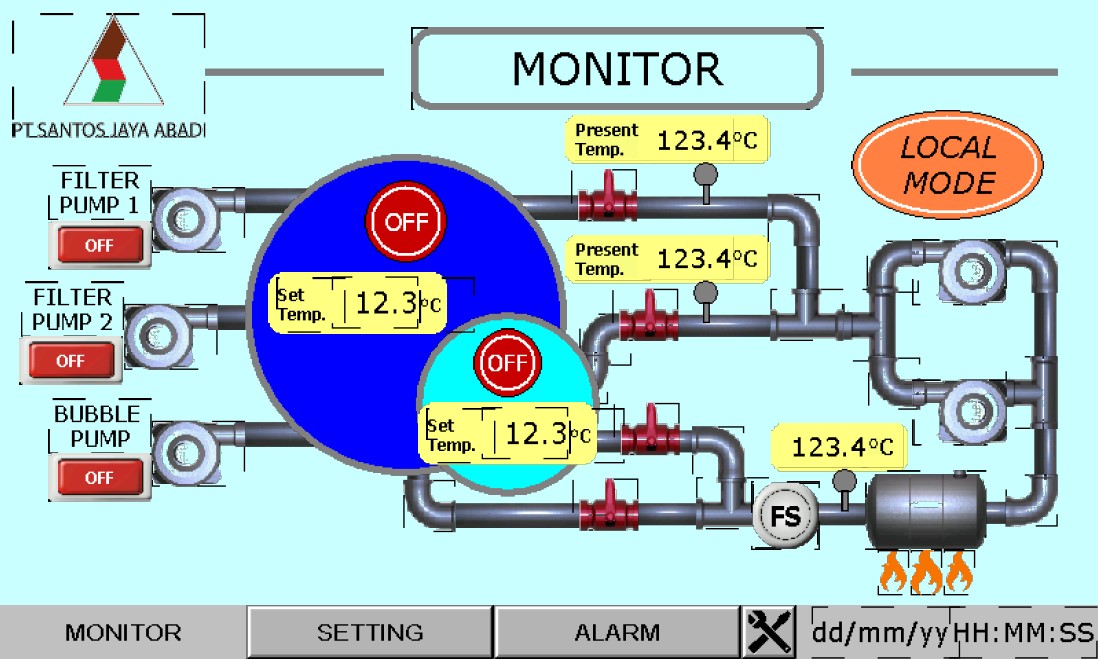 MONITOR
PT.SANTOS JAYA ABADI
Present
Temp. 123.4°C
LOCAL
MODE
FILTER
PUMP 1
OFF
OFF
Present
Temp. 123.4°C
Set
Temp. 12.3°C
FILTER
PUMP 2
OFF
OFF
BUBBLE
PUMP
OFF
Set
Temp. 12.3°C
123.4°C
FS
MONITOR
SETTING
ALARM
dd/mm/yy HH:MM:SS